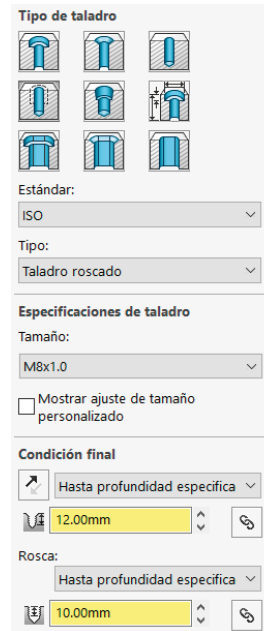 Tipo de taladro
Estándar:
ISO
Tipo:
Taladro roscado
Especificaciones de taladro
Tamaño:
M8x1.0
Mostrar ajuste de tamaño
personalizado
Condición final
Hasta profundidad especifica
12.00mm
Rosca:
Hasta profundidad especifica
10.00mm